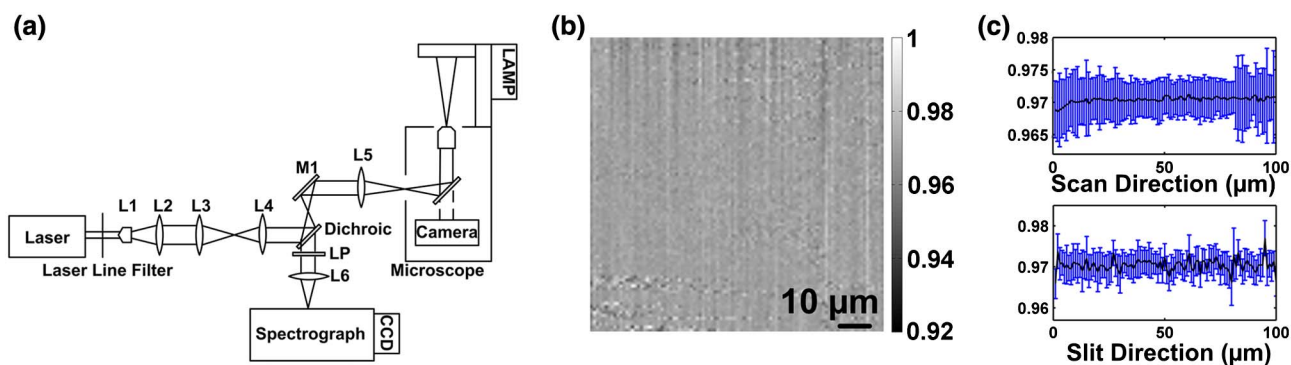 (a)
LAMP
M1
L5
L1
L2
L3
L4
Laser
Dichroic
Camera
LP
Laser Line Filter
Microscope
L6
Spectrograph
CCD
(b)
1
0.98
0.96
0.94
0.92
10 µm
(c)
0.98
0.975
0.97
0.965
0
50
100
Scan Direction (µm)
0.98
0.97
0.96
0
50
100
Slit Direction (µm)